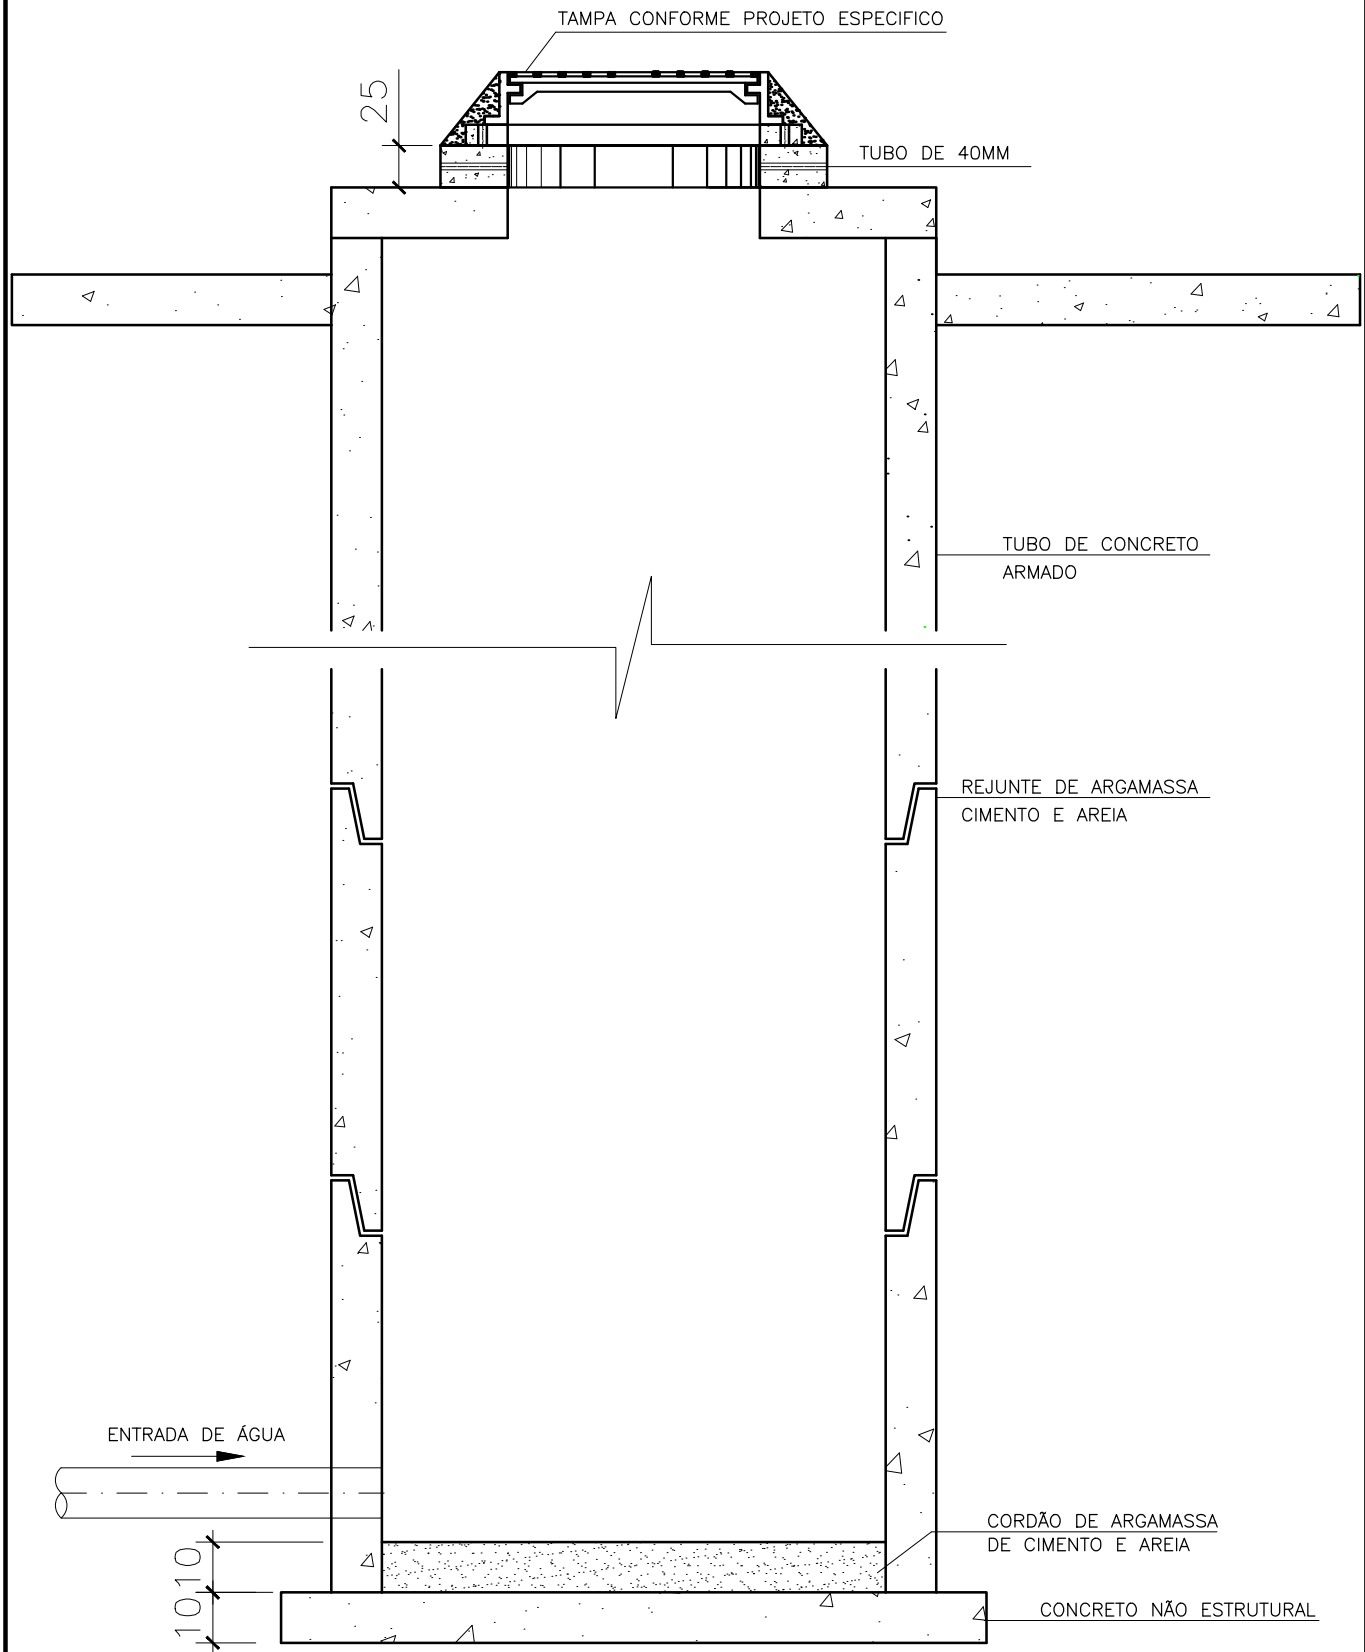 TAMPA CONFORME PROJETO ESPECIFICO
25
TUBO DE 40MM
TUBO DE CONCRETO
ARMADO
REJUNTE DE ARGAMASSA
CIMENTO E AREIA
ENTRADA DE ÁGUA
CORDÃO DE ARGAMASSA
DE CIMENTO E AREIA
10
10
CONCRETO NÃO ESTRUTURAL